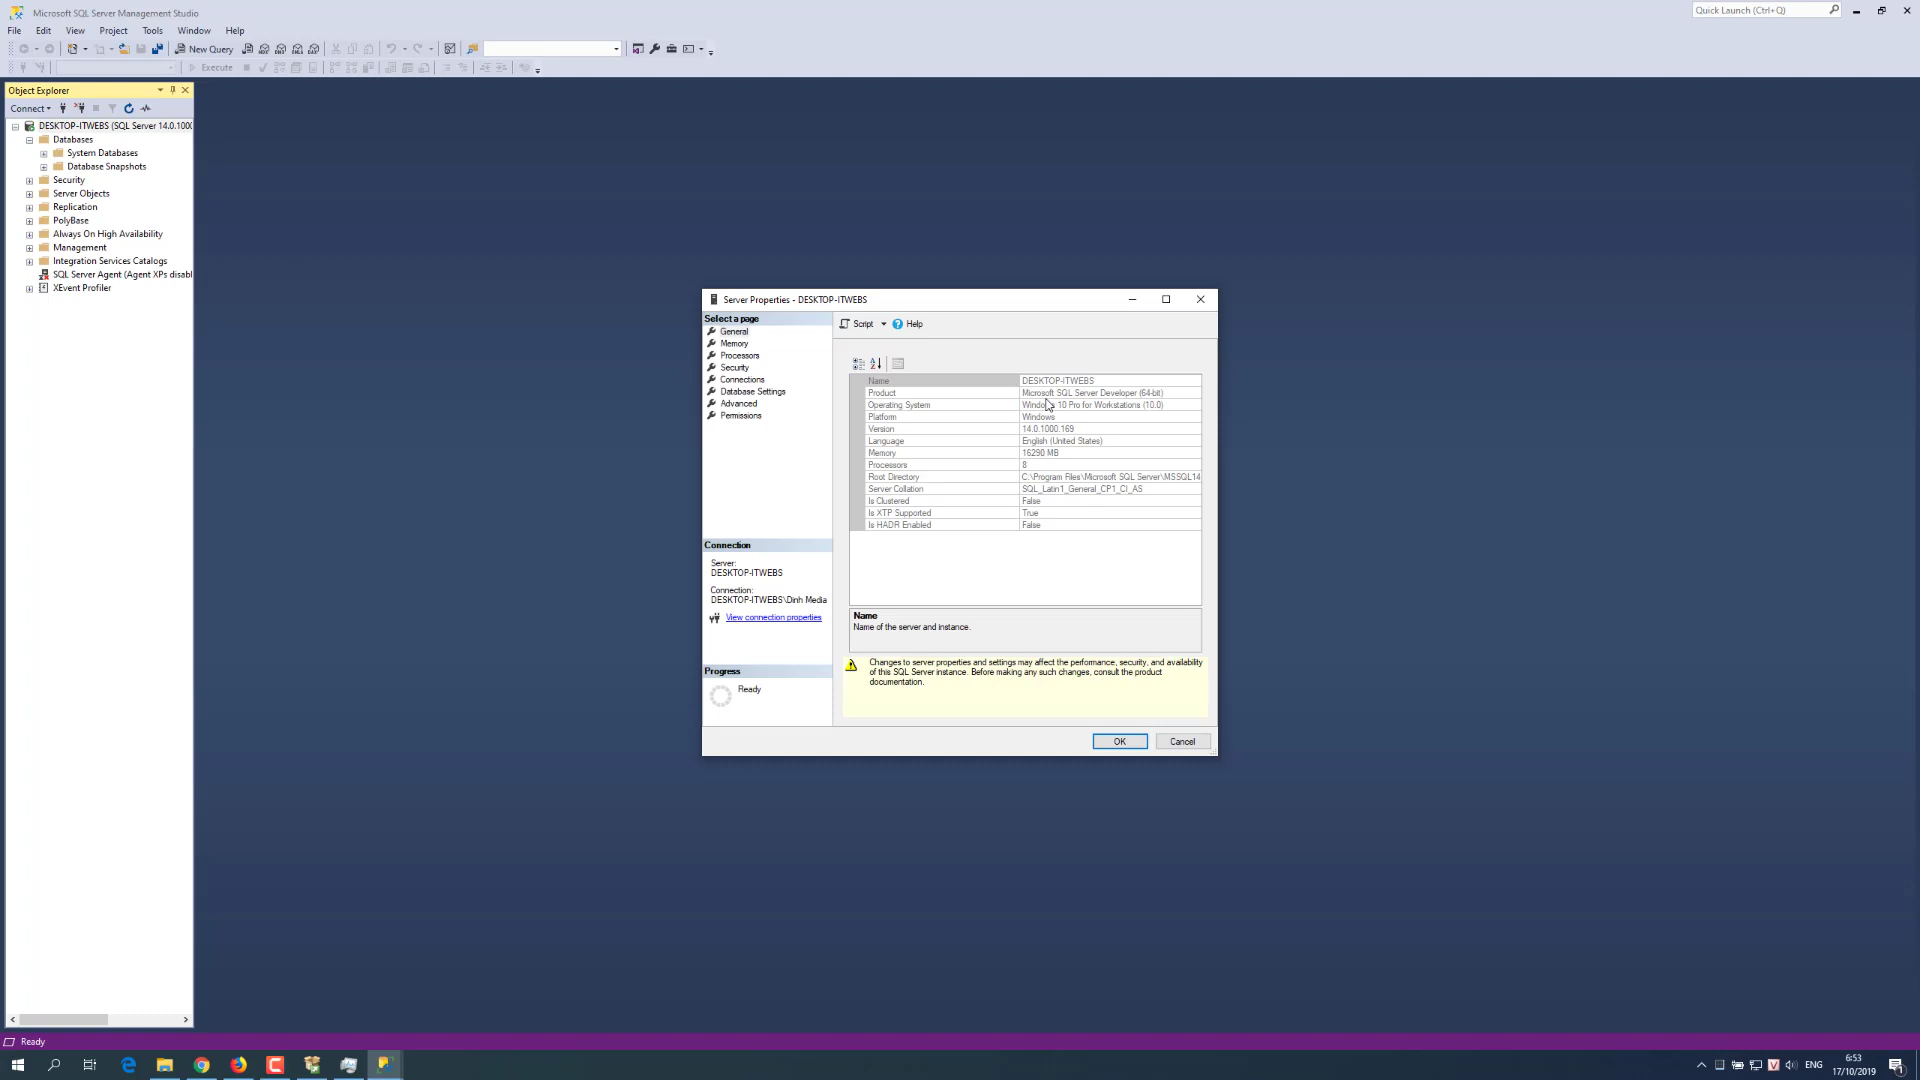 Microsoft SQL Server Management Studio
Quick Launch (Ctrl+Q)
File Edit View Project Tools Window Help
New Query
Execute
Object Explorer
Connect
DESKTOP-ITWEBS (SQL Server 14.0.100
Databases
System Databases
Database Snapshots
Security
Server Objects
Replication
PolyBase
Always On High Availability
Management
Integration Services Catalogs
SQL Server Agent (Agent XPs disabl
XEvent Profiler
Server Properties - DESKTOP-ITWEBS
Select a page
General
Memory
Processors
Security
Connections
Database Settings
Advanced
Permissions
Script Help
Name DESKTOP-ITWEBS
Product Microsoft SQL Server Developer (64-bit)
Operating System Windows 10 Pro for Workstations (10.0)
Platform Windows
Version 14.0.1000.169
Language English (United States)
Memory 16290 MB
Processors 8
Root Directory C:\Program Files\Microsoft SQL Server\MSSQL14
Server Collation SQL_Latin1_General_CP1_CI_AS
Is Clustered False
Is XTP Supported True
Is HADR Enabled False
Connection
Server:
DESKTOP-ITWEBS
Connection:
DESKTOP-ITWEBS\Dinh Media
View connection properties
Name
Name of the server and instance.
Changes to server properties and settings may affect the performance, security, and availability
of this SQL Server instance. Before making any such changes, consult the product
documentation.
Progress
Ready
OK Cancel
Ready
ENG
6:53
17/10/2019